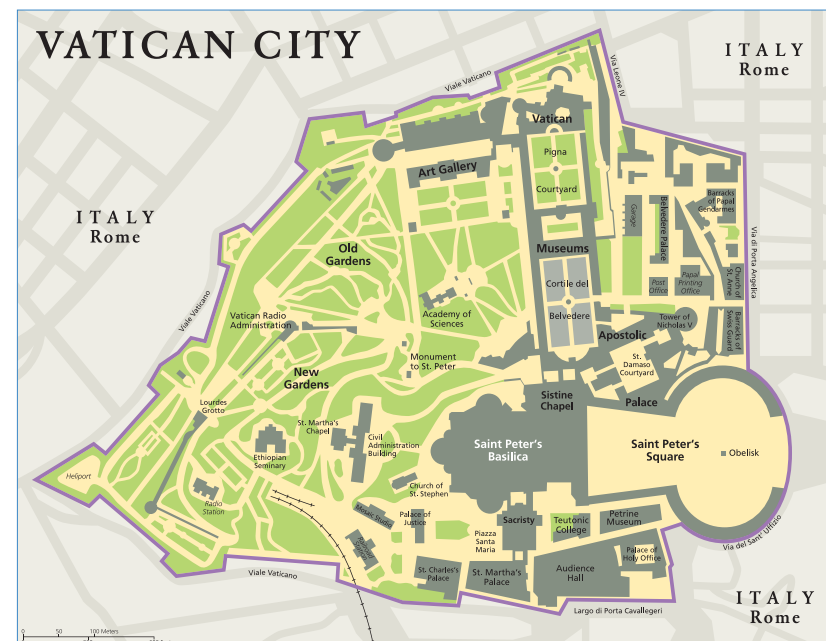 VATICAN CITY
ITALY
Rome
Viale Vaticano
Via Leone IV
Vatican
Pigna
Courtyard
Art Gallery
Barracks
of Papal
Gendarmes
Garage
Belvedere Palace
ITALY
Rome
Via di Porta Angelica
Old
Gardens
Museums
Cortile del
Belvedere
Post
Office
Papal
Printing
Office
Church of
St. Anne
Viale Vaticano
Vatican Radio
Administration
Academy of
Sciences
Tower of
Nicholas V
Barracks of
Swiss Guard
Apostolic
Monument
to St. Peter
St.
Damaso
Courtyard
New
Gardens
Sistine
Chapel
Palace
Lourdes
Grotto
St. Martha's
Chapel
Civil
Administration
Building
Saint Peter's
Basilica
Saint Peter's
Square
Obelisk
Ethiopian
Seminary
Heliport
Church of
St. Stephen
Radio
Station
Mosaic Studio
Palace of
Justice
Sacristy
Teutonic
College
Petrine
Museum
Railroad
Station
Piazza
Santa
Maria
Palace of
Holy Office
Via del Sant' Uffizio
Viale Vaticano
St. Charles's
Palace
St. Martha's
Palace
Audience
Hall
Largo di Porta Cavallegeri
ITALY
Rome
0 50 100 Meters